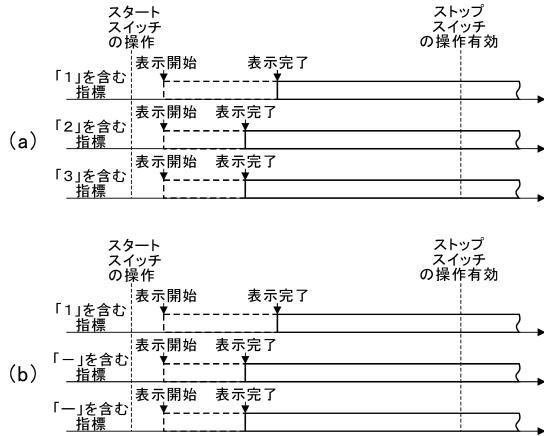 スタート
スイッチ
の操作
ストップ
スイッチ
の操作有効
表示開始 表示完了
「1」を含む
指標
表示開始 表示完了
(a)
「2」を含む
指標
表示開始 表示完了
「3」を含む
指標
スタート
スイッチ
の操作
ストップ
スイッチ
の操作有効
表示開始 表示完了
「1」を含む
指標
表示開始 表示完了
(b)
「－」を含む
指標
表示開始 表示完了
「－」を含む
指標